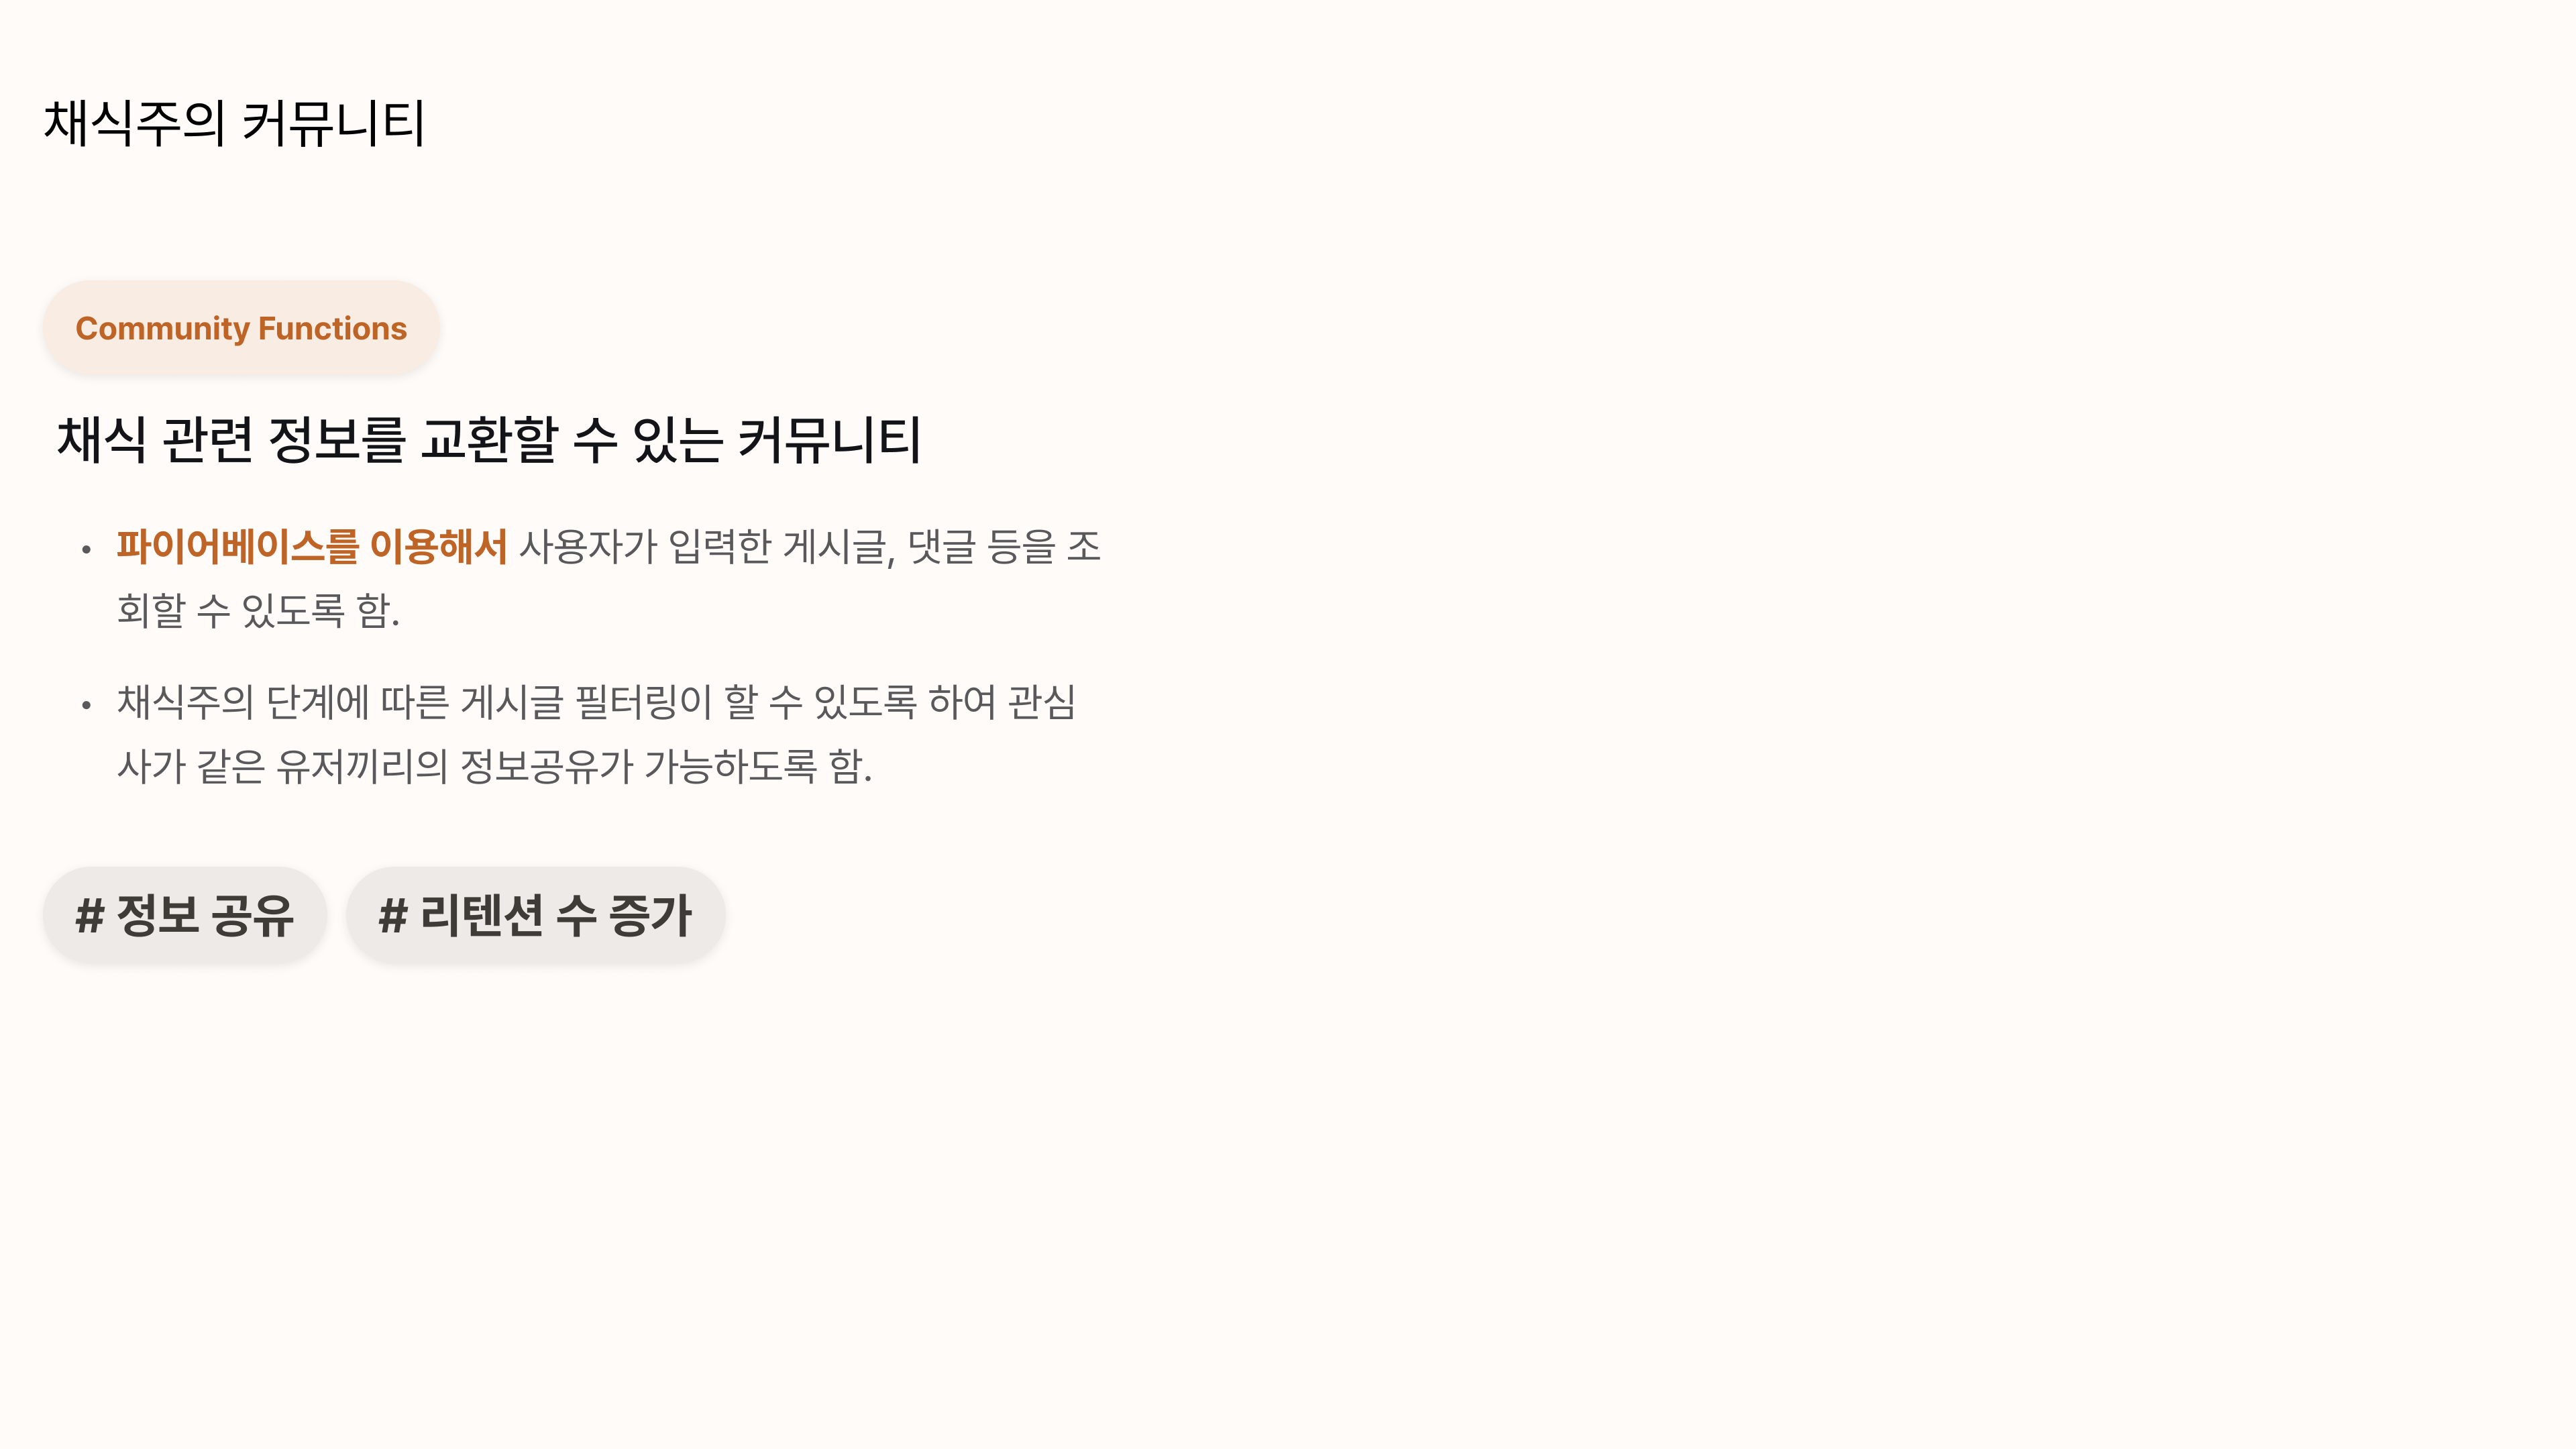 채식주의 커뮤니티
Community Functions
채식 관련 정보를 교환할 수 있는 커뮤니티
• 파이어베이스를 이용해서 사용자가 입력한 게시글, 댓글 등을 조
회할 수 있도록 함.
• 채식주의 단계에 따른 게시글 필터링이 할 수 있도록 하여 관심
사가 같은 유저끼리의 정보공유가 가능하도록 함.
# 정보 공유 # 리텐션 수 증가